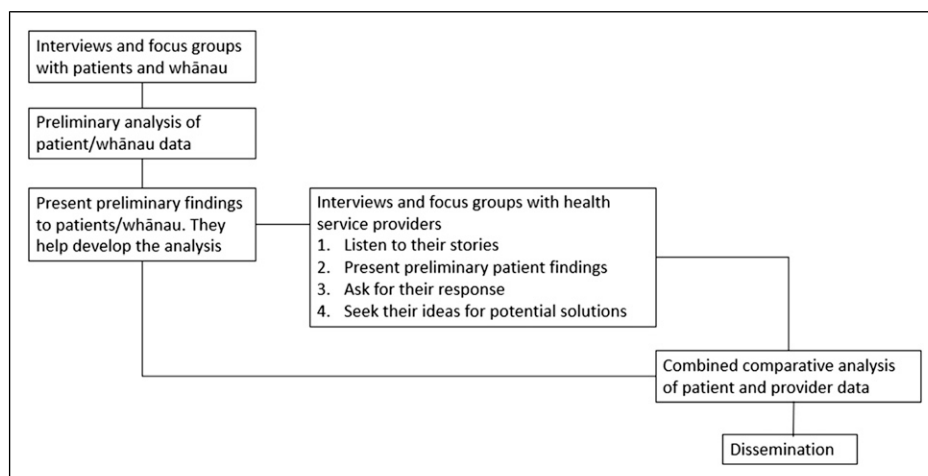 Interviews and focus groups
with patients and whānau
Preliminary analysis of
patient/whānau data
Present preliminary findings
to patients/whānau. They
help develop the analysis
Interviews and focus groups with health
service providers
1. Listen to their stories
2. Present preliminary patient findings
3. Ask for their response
4. Seek their ideas for potential solutions
Combined comparative analysis
of patient and provider data
Dissemination